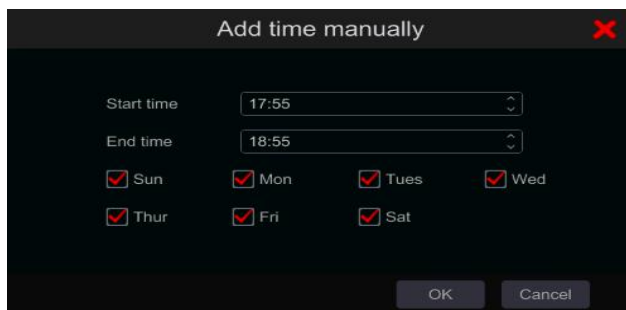 Add time manually
Start time 17:55
End time 18:55
Sun Mon Tues Wed
Thur Fri Sat
OK Cancel